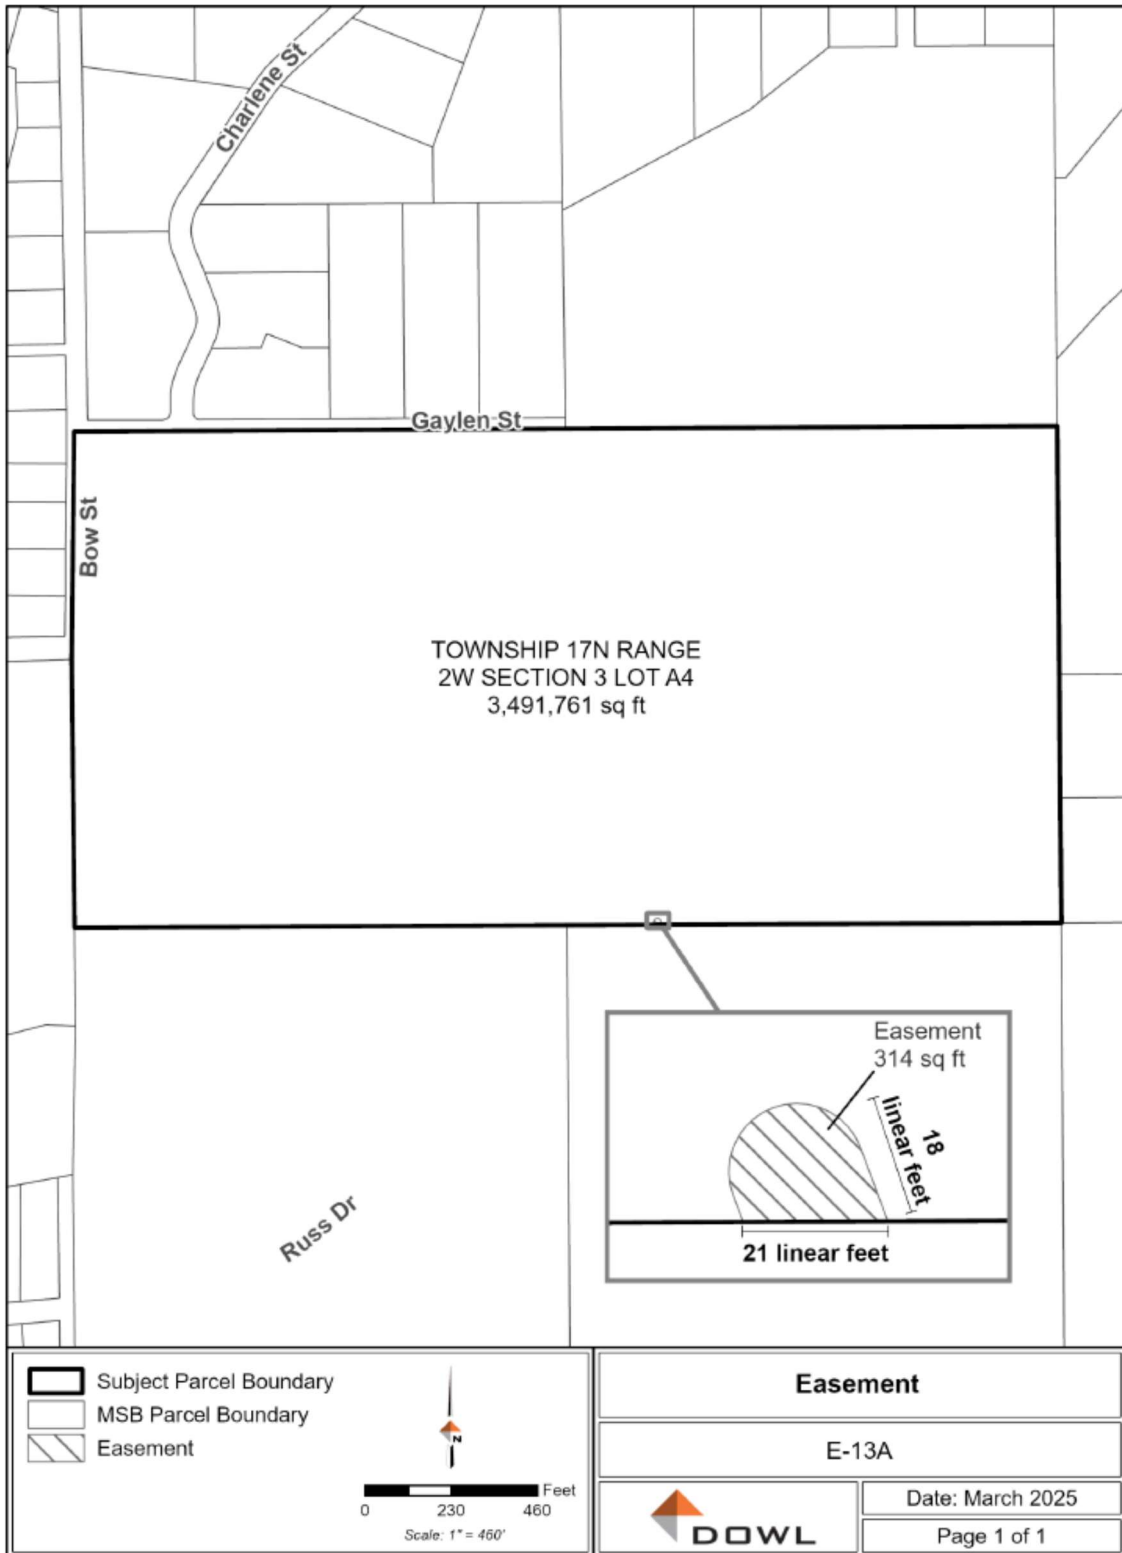 Charlene St
Gaylen St
Bow St
TOWNSHIP 17N RANGE
2W SECTION 3 LOT A4
3,491,761 sq ft
Easement
314 sq ft
18
linear feet
21 linear feet
Russ Dr
Subject Parcel Boundary
MSB Parcel Boundary
Easement
N
Feet
0 230 460
Scale: 1" = 460'
Easement
E-13A
DOWL
Date: March 2025
Page 1 of 1